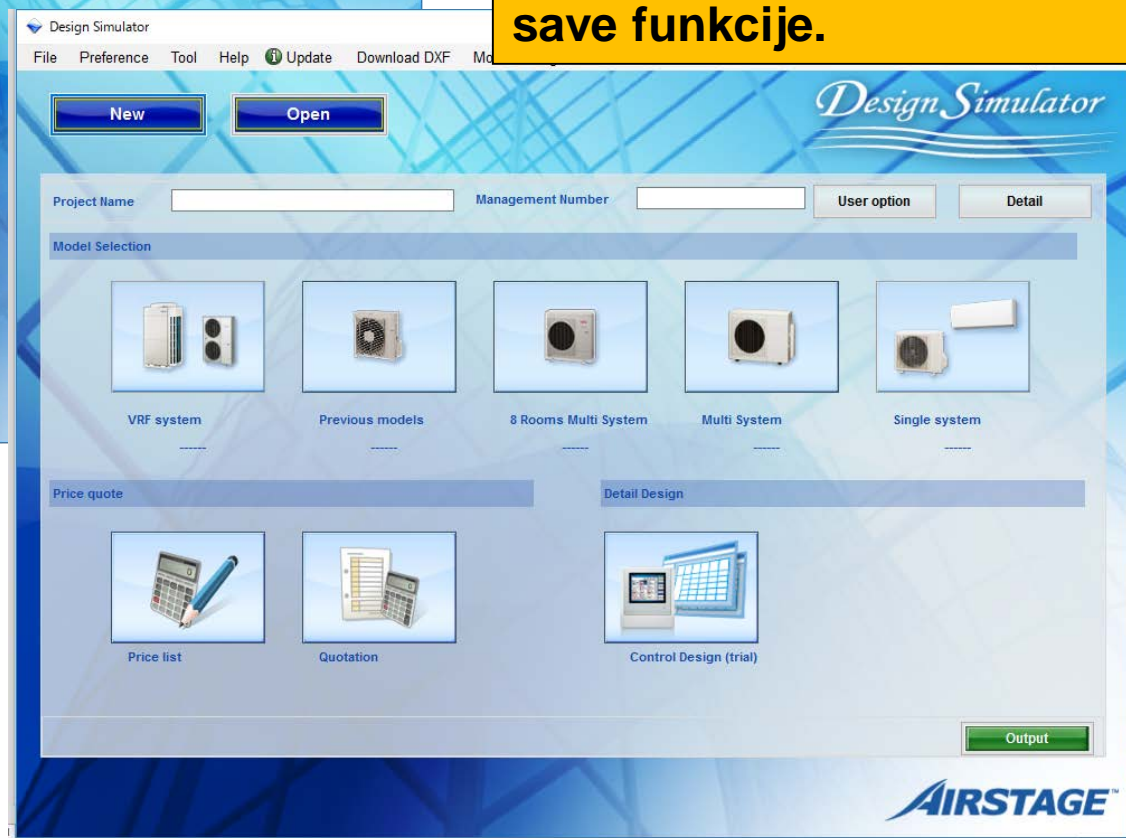 save funkcije.
Design Simulator
File Preference Tool Help Update Download DXF
New Open
Design Simulator
Project Name Management Number User option Detail
Model Selection
VRF system Previous models 8 Rooms Multi System Multi System Single system
------ ------ ------ ------ ------
Price quote Detail Design
Price list Quotation Control Design (trial)
Output
AIRSTAGE™